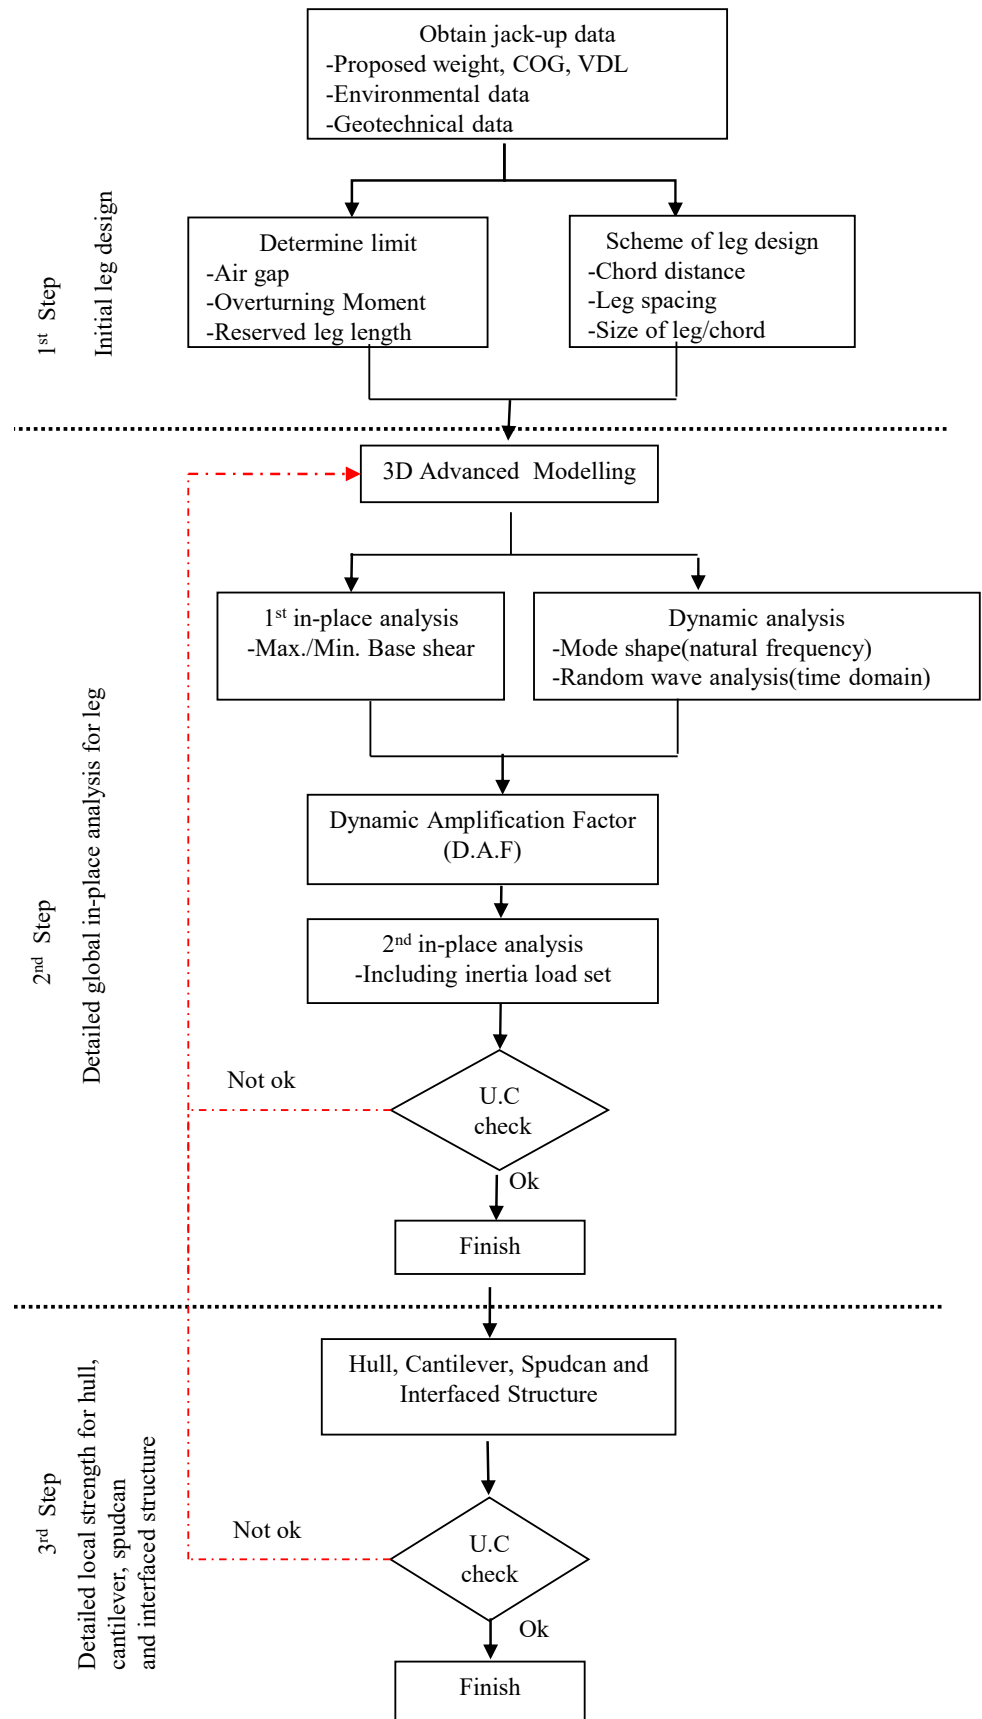 Obtain jack-up data
-Proposed weight, COG, VDL
-Environmental data
-Geotechnical data
1st Step
Initial leg design
Determine limit
-Air gap
-Overturning Moment
-Reserved leg length
Scheme of leg design
-Chord distance
-Leg spacing
-Size of leg/chord
2nd Step
Detailed global in-place analysis for leg
3D Advanced Modelling
1st in-place analysis
-Max./Min. Base shear
Dynamic analysis
-Mode shape(natural frequency)
-Random wave analysis(time domain)
Dynamic Amplification Factor
(D.A.F)
2nd in-place analysis
-Including inertia load set
Not ok
U.C
check
Ok
Finish
3rd Step
Detailed local strength for hull,
cantilever, spudcan
and interfaced structure
Hull, Cantilever, Spudcan and
Interfaced Structure
Not ok
U.C
check
Ok
Finish